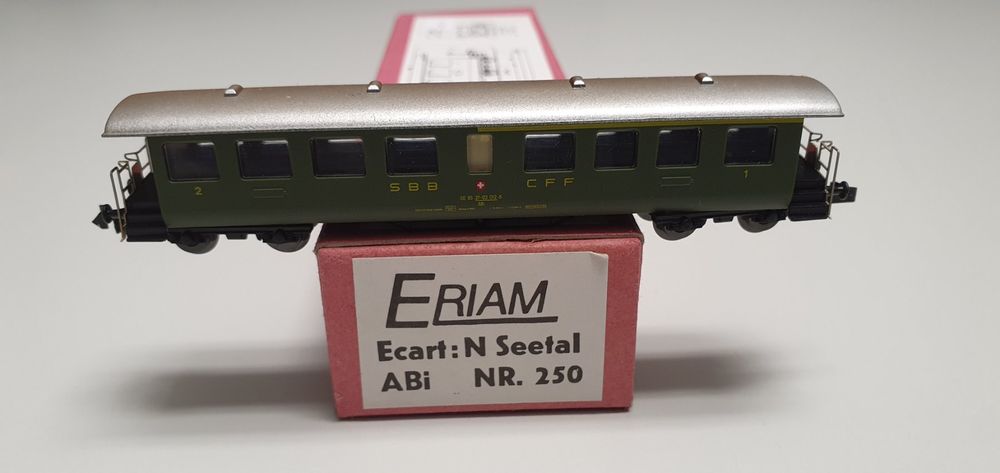 2
SBB CFF
1
ERIAM
Ecart: N Seetal
ABi NR. 250